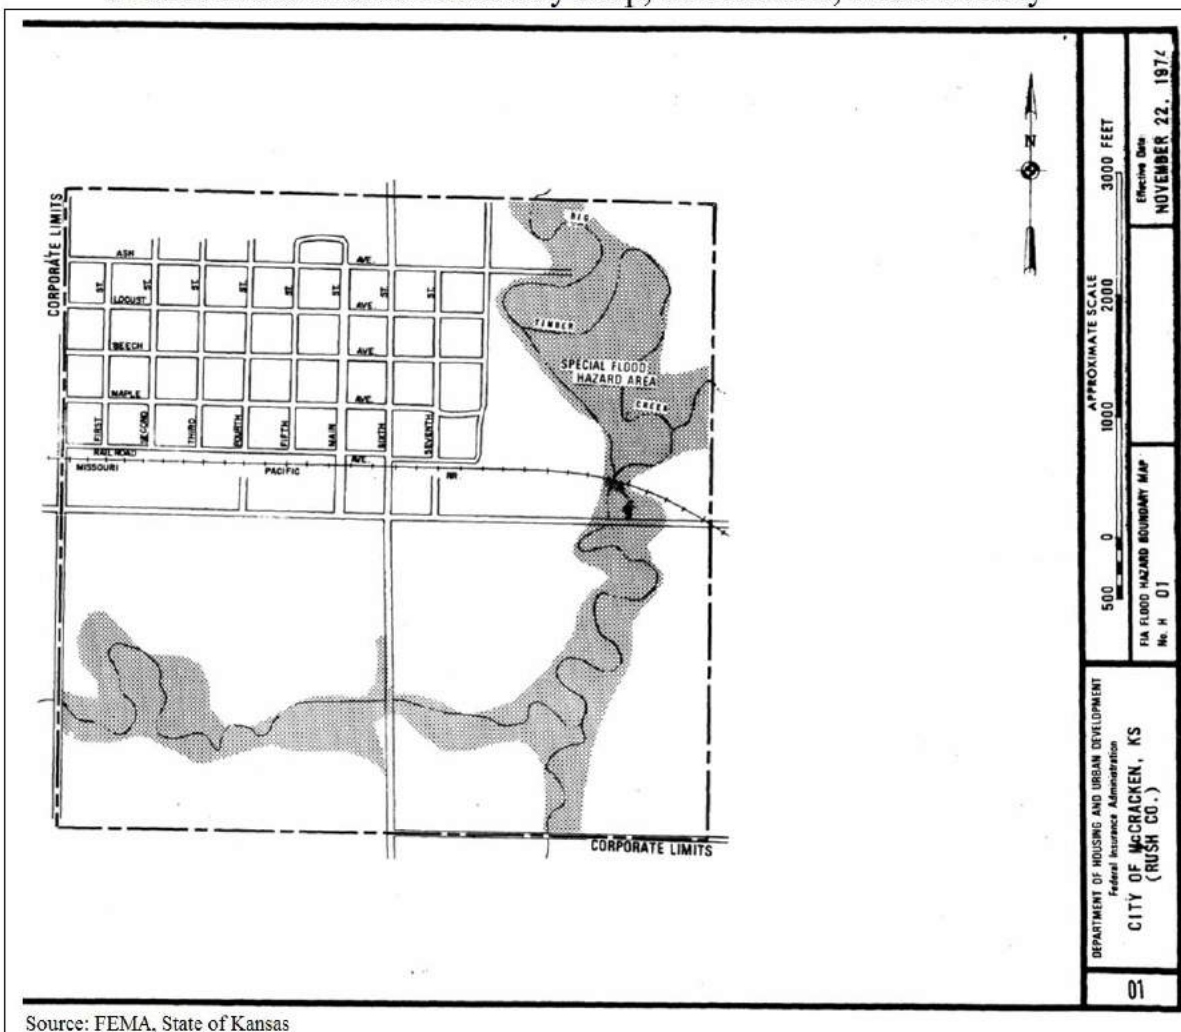 CORPORATE LIMITS
N
BIG
ASH
AVE.
ST.
ST.
ST.
ST.
ST.
ST.
ST.
ST.
LOCUST
AVE.
TIMBER
BEECH
AVE.
SPECIAL FLOOD
HAZARD AREA
MAPLE
AVE.
CREEK
FIRST
SECOND
THIRD
FOURTH
FIFTH
MAIN
SIXTH
SEVENTH
RAILROAD
AVE.
MISSOURI
PACIFIC
RR
CORPORATE LIMITS
APPROXIMATE SCALE
500 0 1000 2000 3000 FEET
Effective Date:
NOVEMBER 22, 1974
FIA FLOOD HAZARD BOUNDARY MAP
No. H 01
DEPARTMENT OF HOUSING AND URBAN DEVELOPMENT
Federal Insurance Administration
CITY OF McCRACKEN, KS
(RUSH CO.)
01
Source: FEMA, State of Kansas